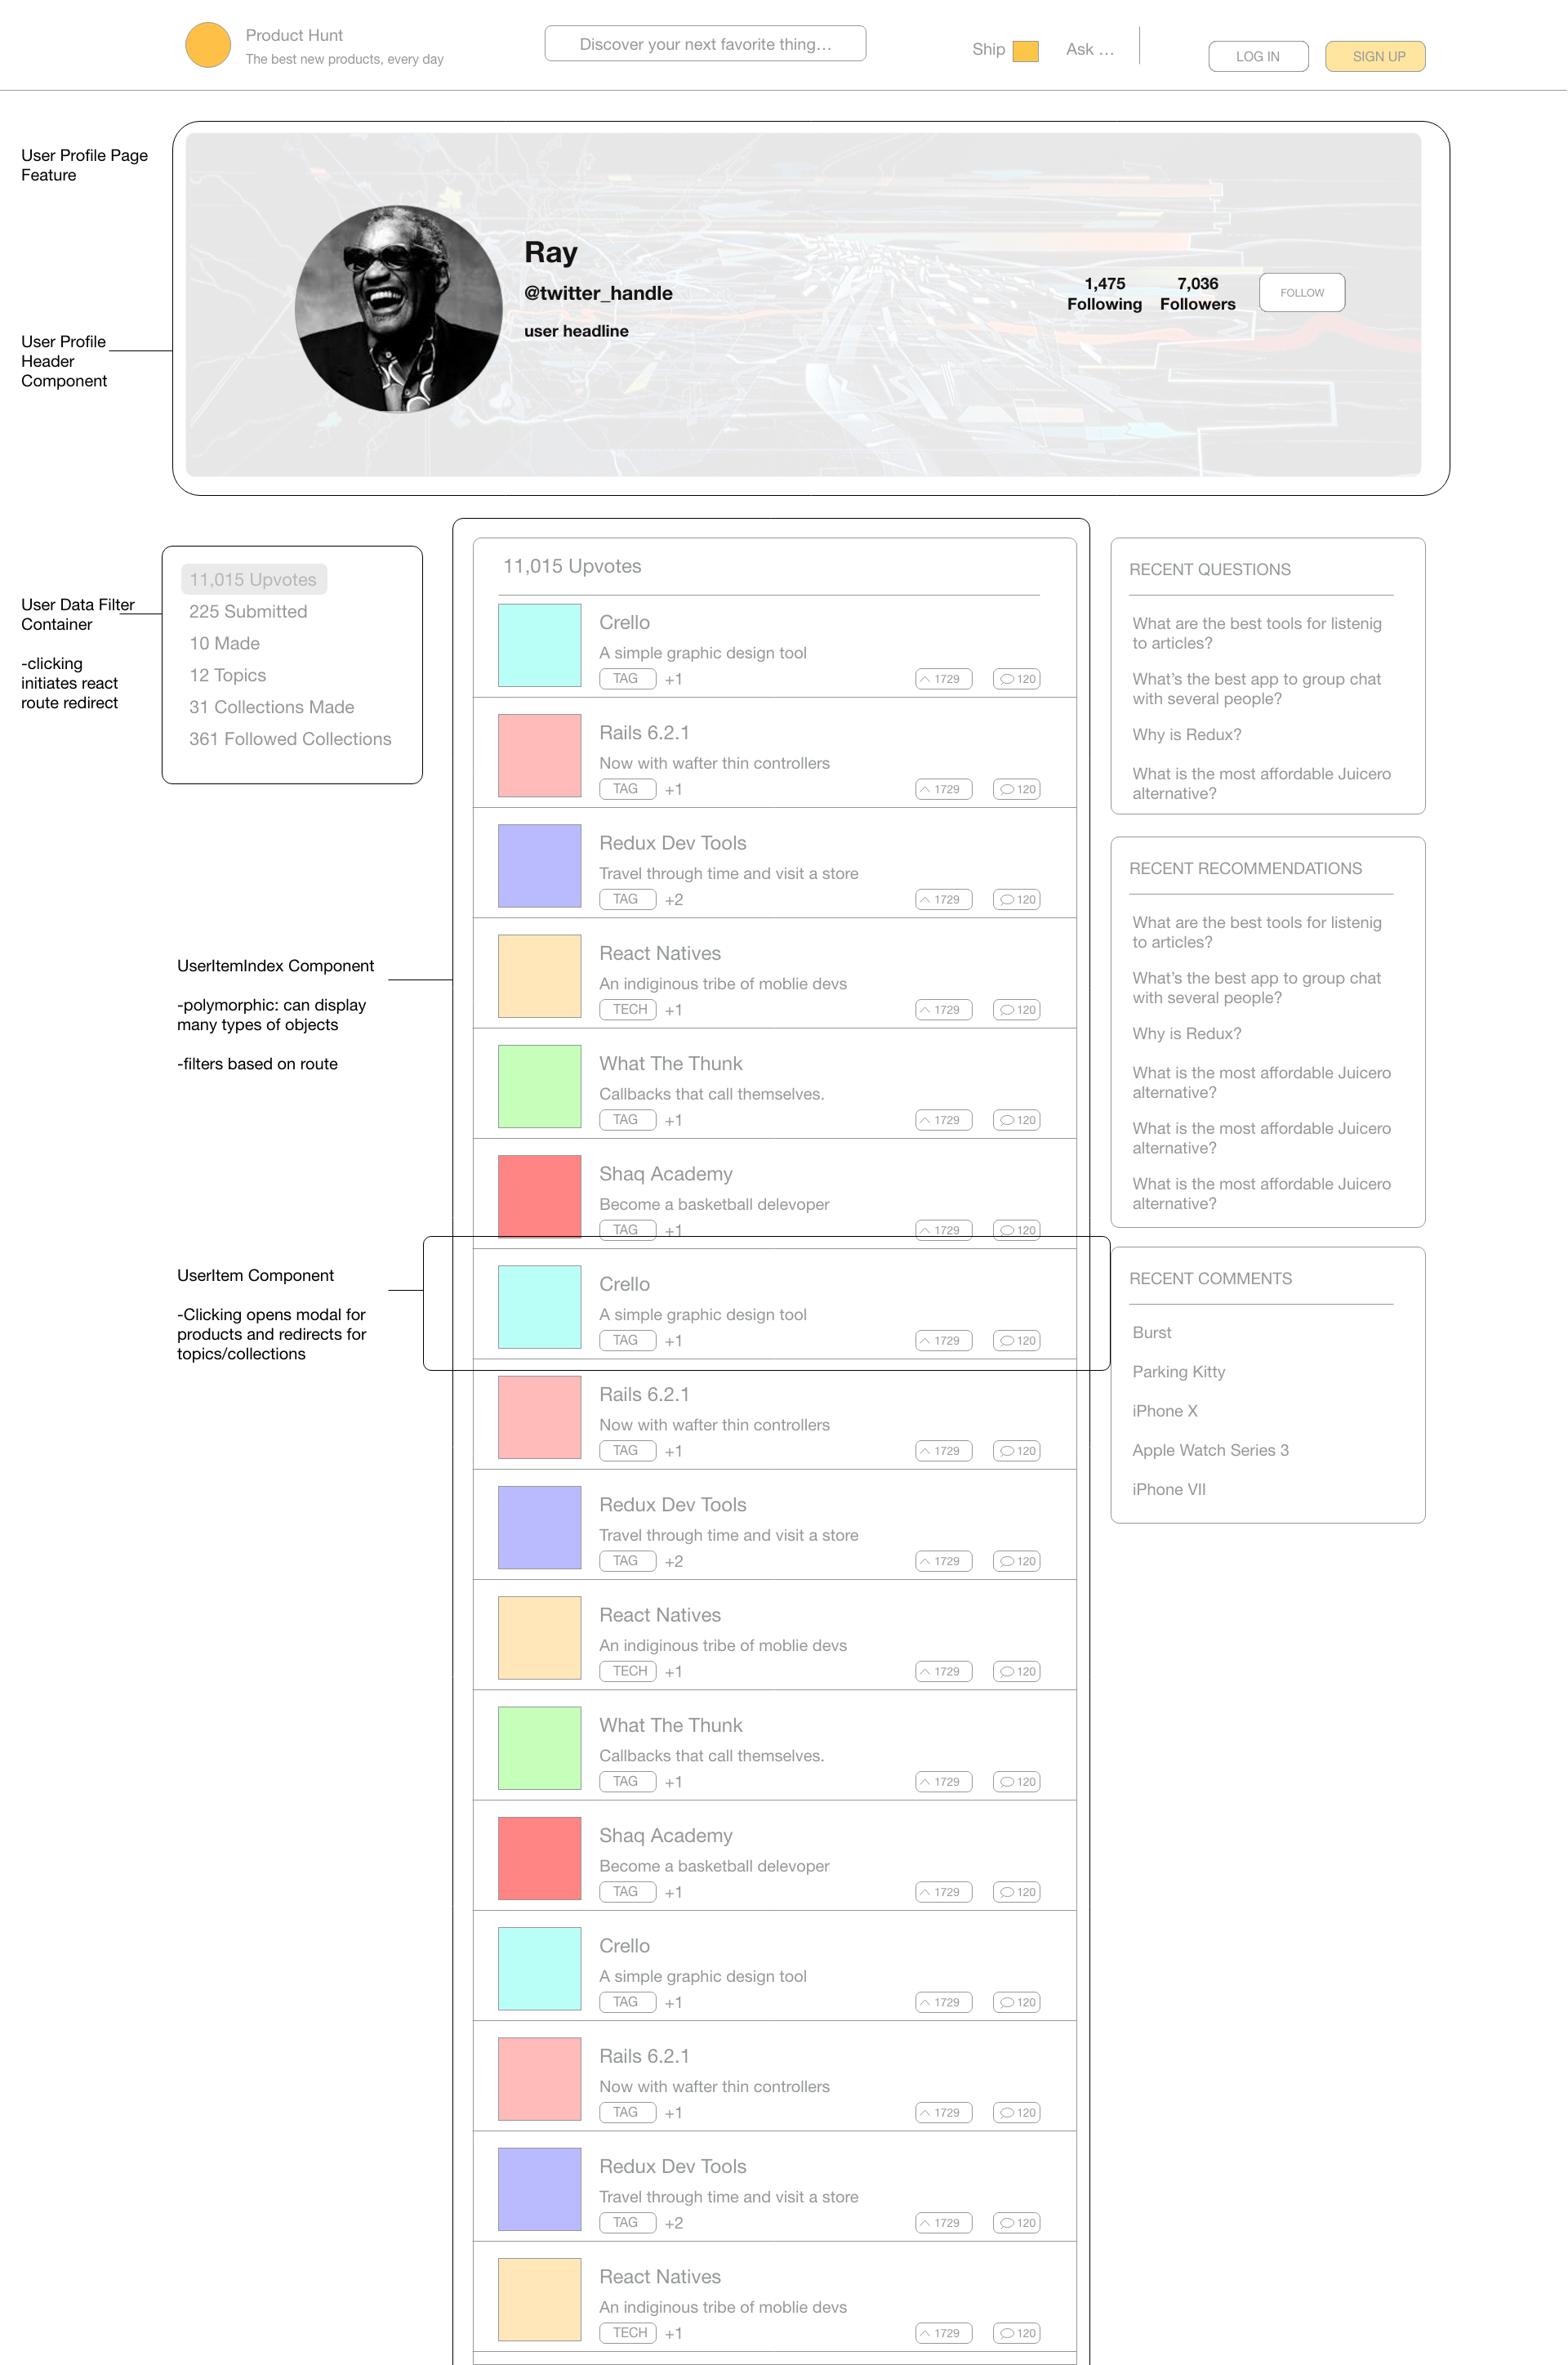 Product Hunt
The best new products, every day
Discover your next favorite thing…
Ship
Ask …
LOG IN
SIGN UP
User Profile Page
Feature
User Profile
Header
Component
Ray
@twitter_handle
user headline
1,475
Following
7,036
Followers
FOLLOW
User Data Filter
Container
-clicking
initiates react
route redirect
11,015 Upvotes
225 Submitted
10 Made
12 Topics
31 Collections Made
361 Followed Collections
UserItemIndex Component
-polymorphic: can display
many types of objects
-filters based on route
UserItem Component
-Clicking opens modal for
products and redirects for
topics/collections
11,015 Upvotes
Crello
A simple graphic design tool
TAG +1 1729 120
Rails 6.2.1
Now with wafter thin controllers
TAG +1 1729 120
Redux Dev Tools
Travel through time and visit a store
TAG +2 1729 120
React Natives
An indiginous tribe of moblie devs
TECH +1 1729 120
What The Thunk
Callbacks that call themselves.
TAG +1 1729 120
Shaq Academy
Become a basketball delevoper
TAG +1 1729 120
Crello
A simple graphic design tool
TAG +1 1729 120
Rails 6.2.1
Now with wafter thin controllers
TAG +1 1729 120
Redux Dev Tools
Travel through time and visit a store
TAG +2 1729 120
React Natives
An indiginous tribe of moblie devs
TECH +1 1729 120
What The Thunk
Callbacks that call themselves.
TAG +1 1729 120
Shaq Academy
Become a basketball delevoper
TAG +1 1729 120
Crello
A simple graphic design tool
TAG +1 1729 120
Rails 6.2.1
Now with wafter thin controllers
TAG +1 1729 120
Redux Dev Tools
Travel through time and visit a store
TAG +2 1729 120
React Natives
An indiginous tribe of moblie devs
TECH +1 1729 120
RECENT QUESTIONS
What are the best tools for listenig
to articles?
What's the best app to group chat
with several people?
Why is Redux?
What is the most affordable Juicero
alternative?
RECENT RECOMMENDATIONS
What are the best tools for listenig
to articles?
What's the best app to group chat
with several people?
Why is Redux?
What is the most affordable Juicero
alternative?
What is the most affordable Juicero
alternative?
What is the most affordable Juicero
alternative?
RECENT COMMENTS
Burst
Parking Kitty
iPhone X
Apple Watch Series 3
iPhone VII